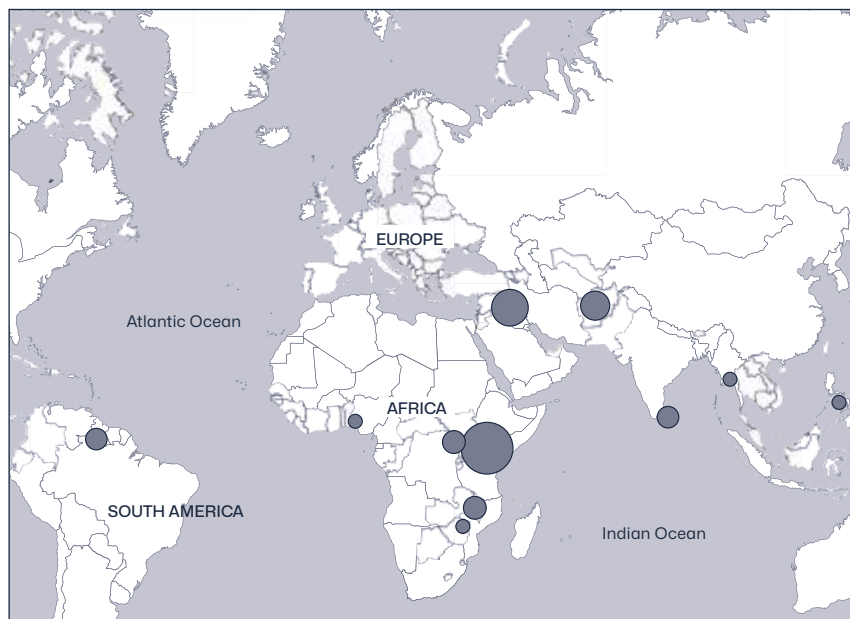 EUROPE
Atlantic Ocean
AFRICA
SOUTH AMERICA
Indian Ocean